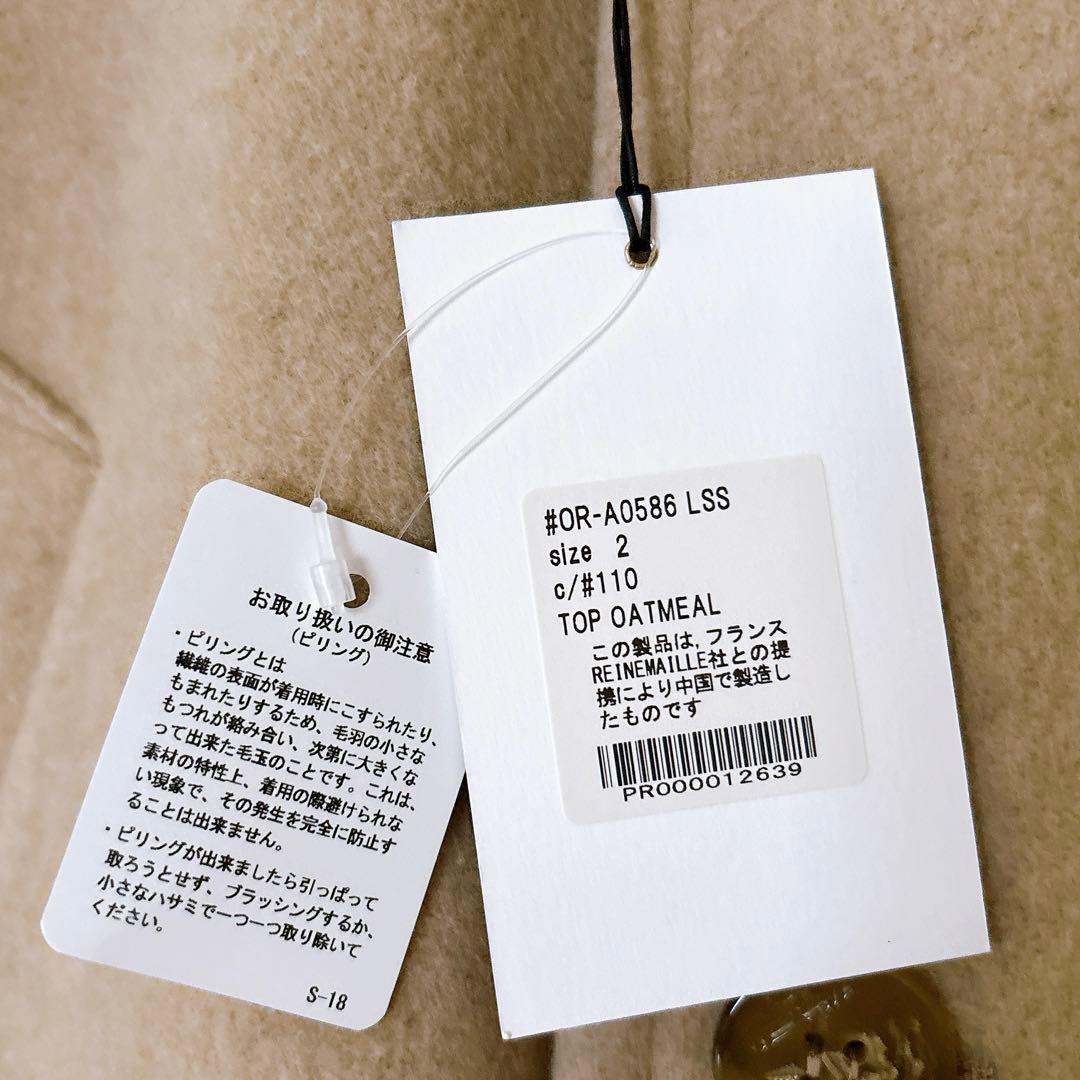 #OR-A0586 LSS
size 2
c/#110
TOP OATMEAL
この製品は,フランス
REINEMAILLE社との提
携により中国で製造し
たものです
PR000012639
お取り扱いの御注意
(ピリング)
・ピリングとは
繊維の表面が着用時にこすられたり、
もまれたりするため、毛羽の小さな
もつれが絡み合い、次第に大きくな
って出来た毛玉のことです。これは、
素材の特性上、着用の際避けられな
い現象で、その発生を完全に防止す
ることは出来ません。
・ピリングが出来ましたら引っぱって
取ろうとせず、ブラッシングするか、
小さなハサミで一つ一つ取り除いて
ください。
S-18